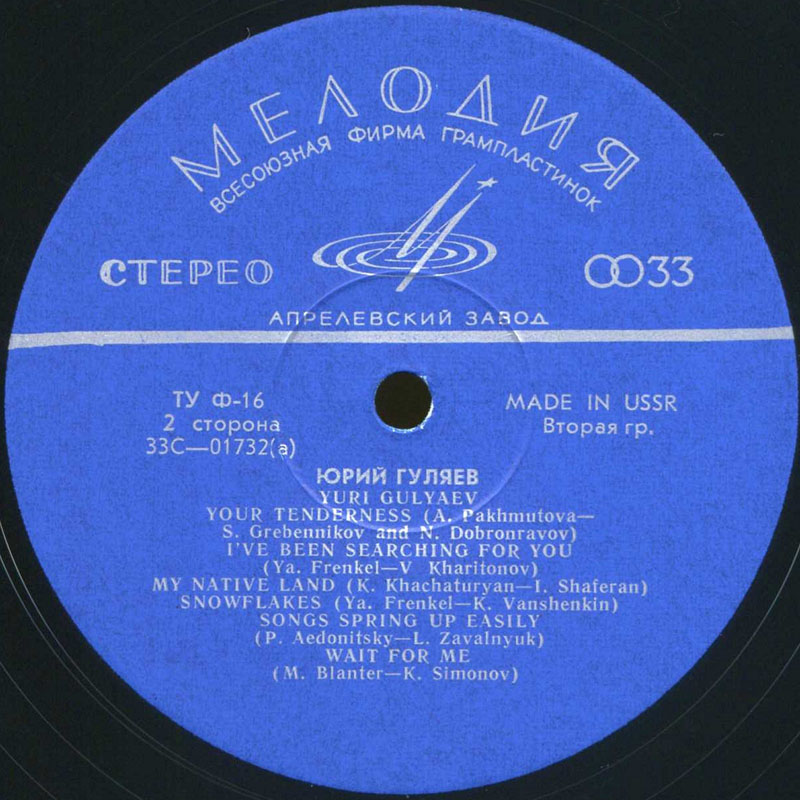 МЕЛОДИЯ
ВСЕСОЮЗНАЯ ФИРМА ГРАМПЛАСТИНОК
СТЕРЕО
33
АПРЕЛЕВСКИЙ ЗАВОД
ТУ Ф-16
MADE IN USSR
2 сторона
Вторая гр.
33С—01732(а)
ЮРИЙ ГУЛЯЕВ
YURI GULYAEV
YOUR TENDERNESS (A. Pakhmutova—
S. Grebennikov and N. Dobronravov)
I'VE BEEN SEARCHING FOR YOU
(Ya. Frenkel—V Kharitonov)
MY NATIVE LAND (K. Khachaturyan—I. Shaferan)
SNOWFLAKES (Ya. Frenkel—K. Vanshenkin)
SONGS SPRING UP EASILY
(P. Aedonitsky—L. Zavalnyuk)
WAIT FOR ME
(M. Blanter—K. Simonov)